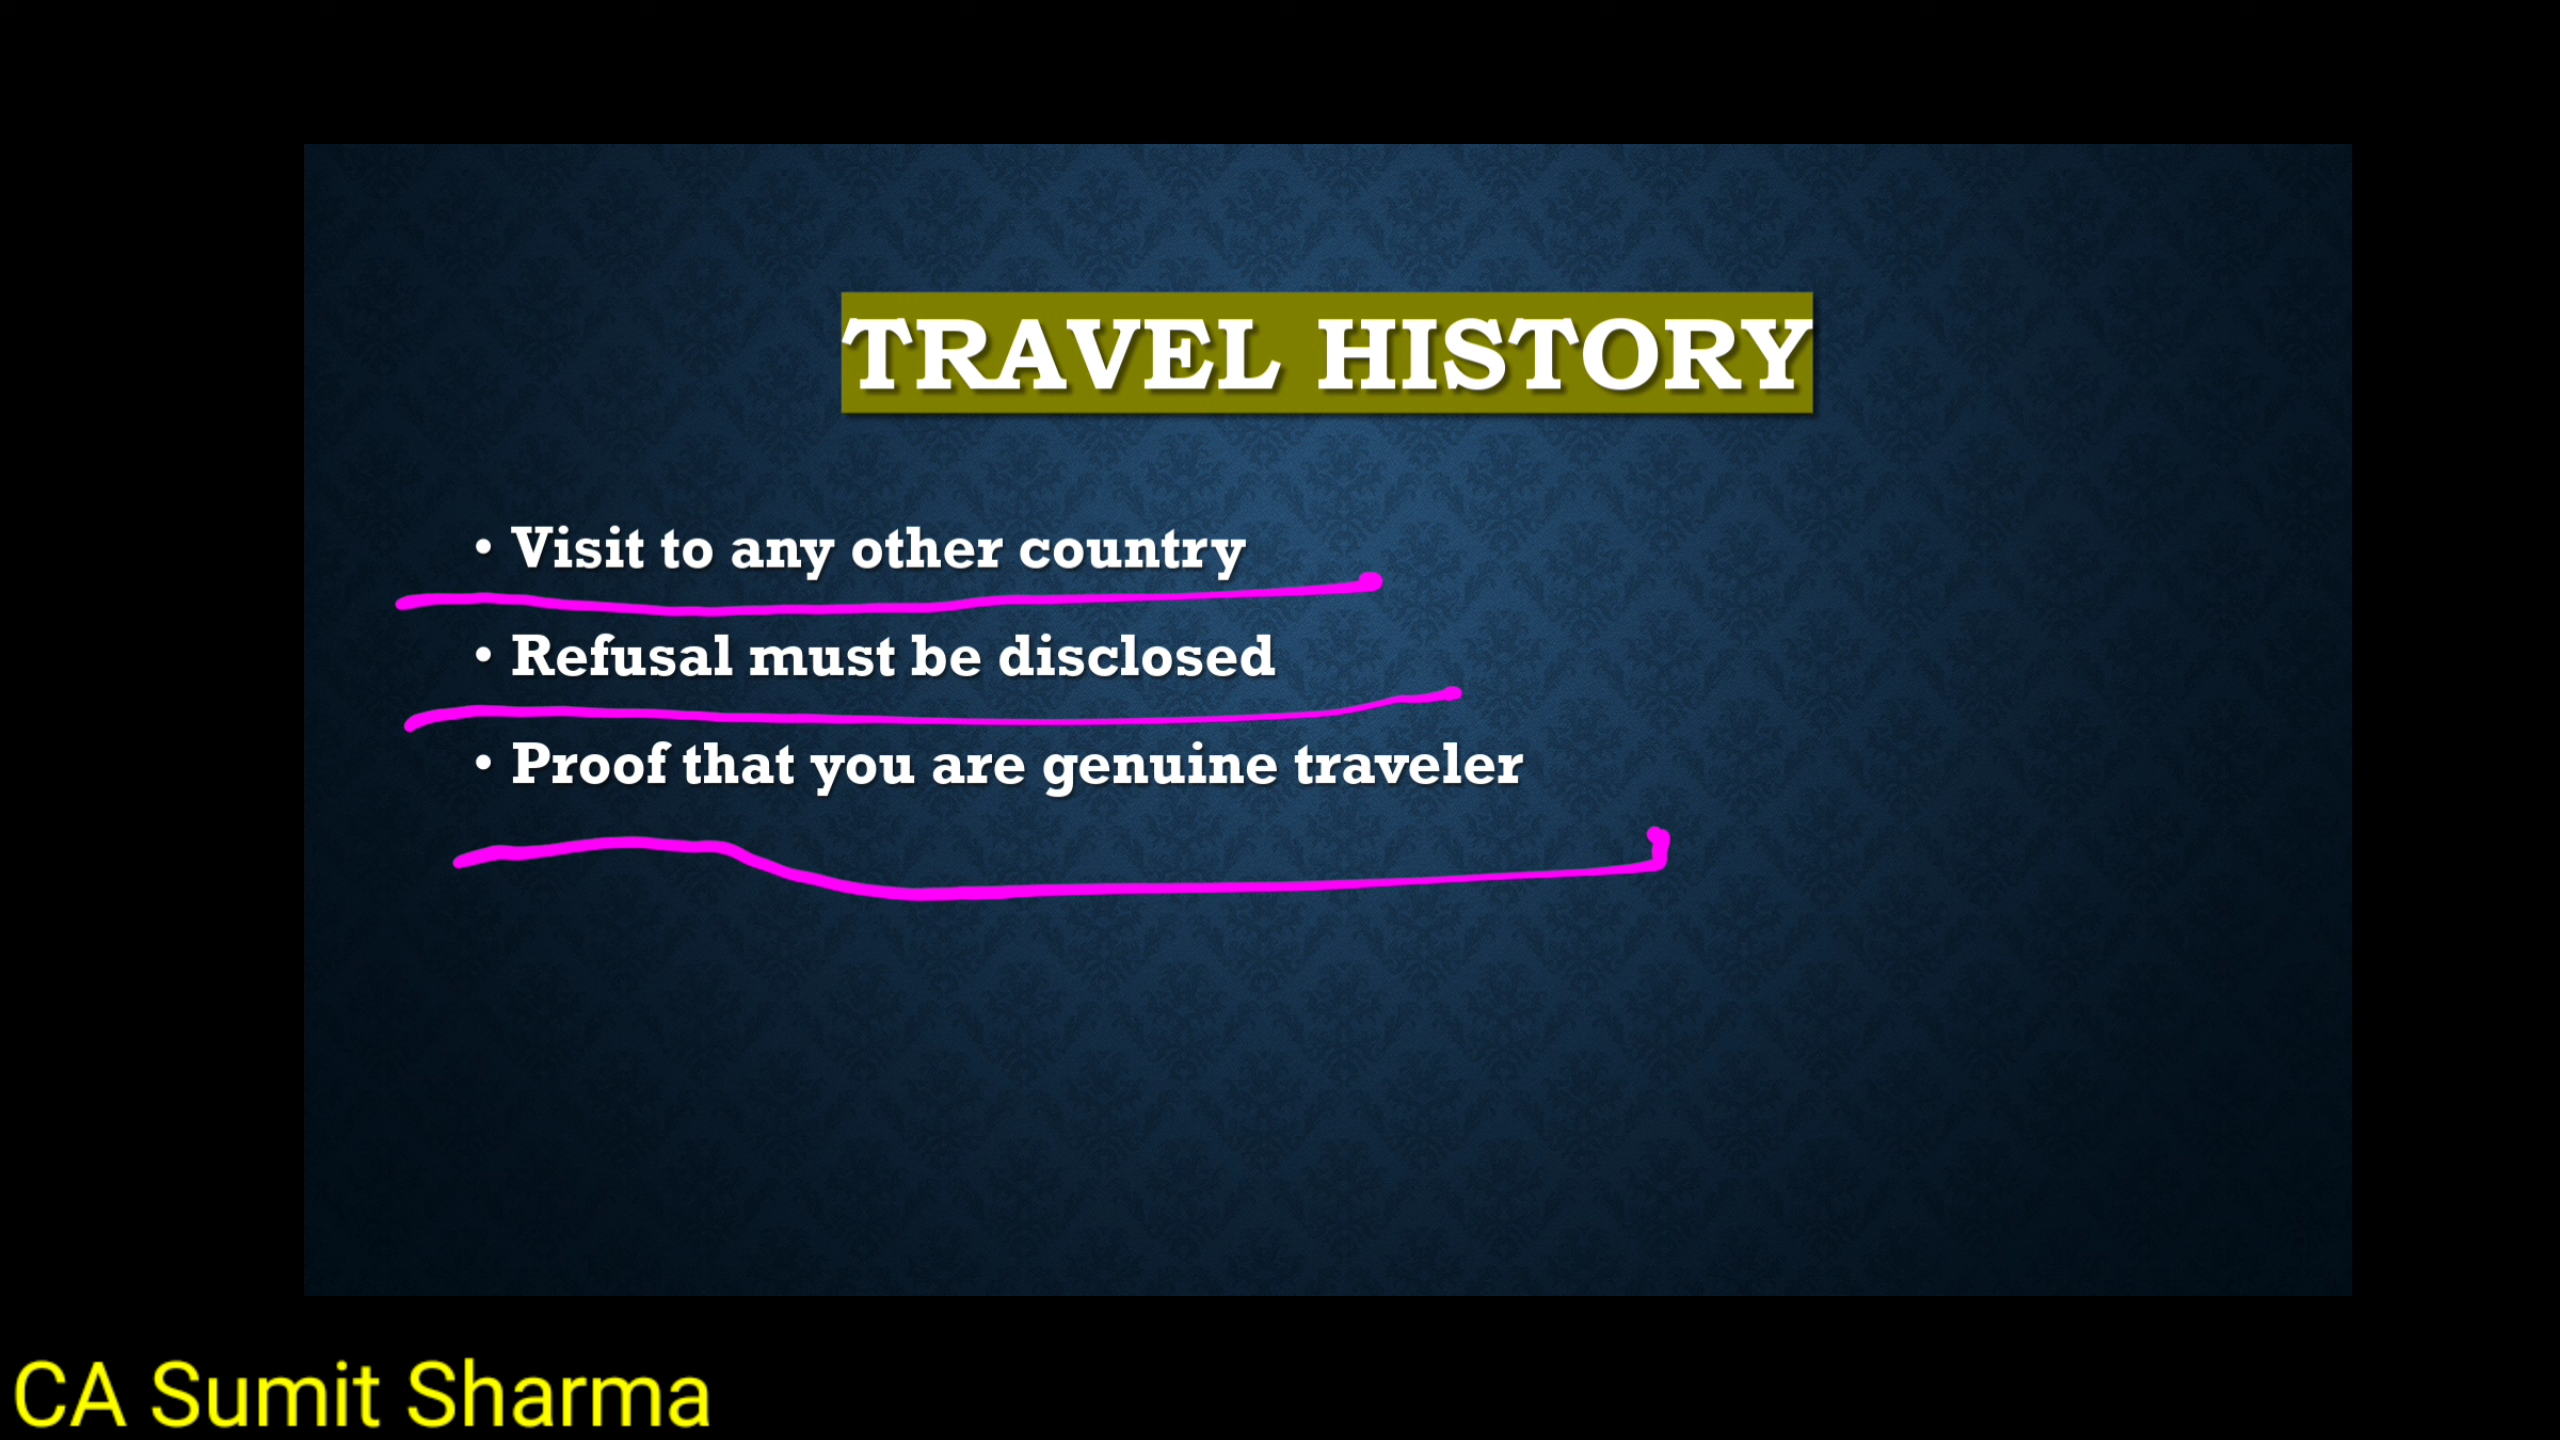 TRAVEL HISTORY
• Visit to any other country
• Refusal must be disclosed
• Proof that you are genuine traveler
CA Sumit Sharma